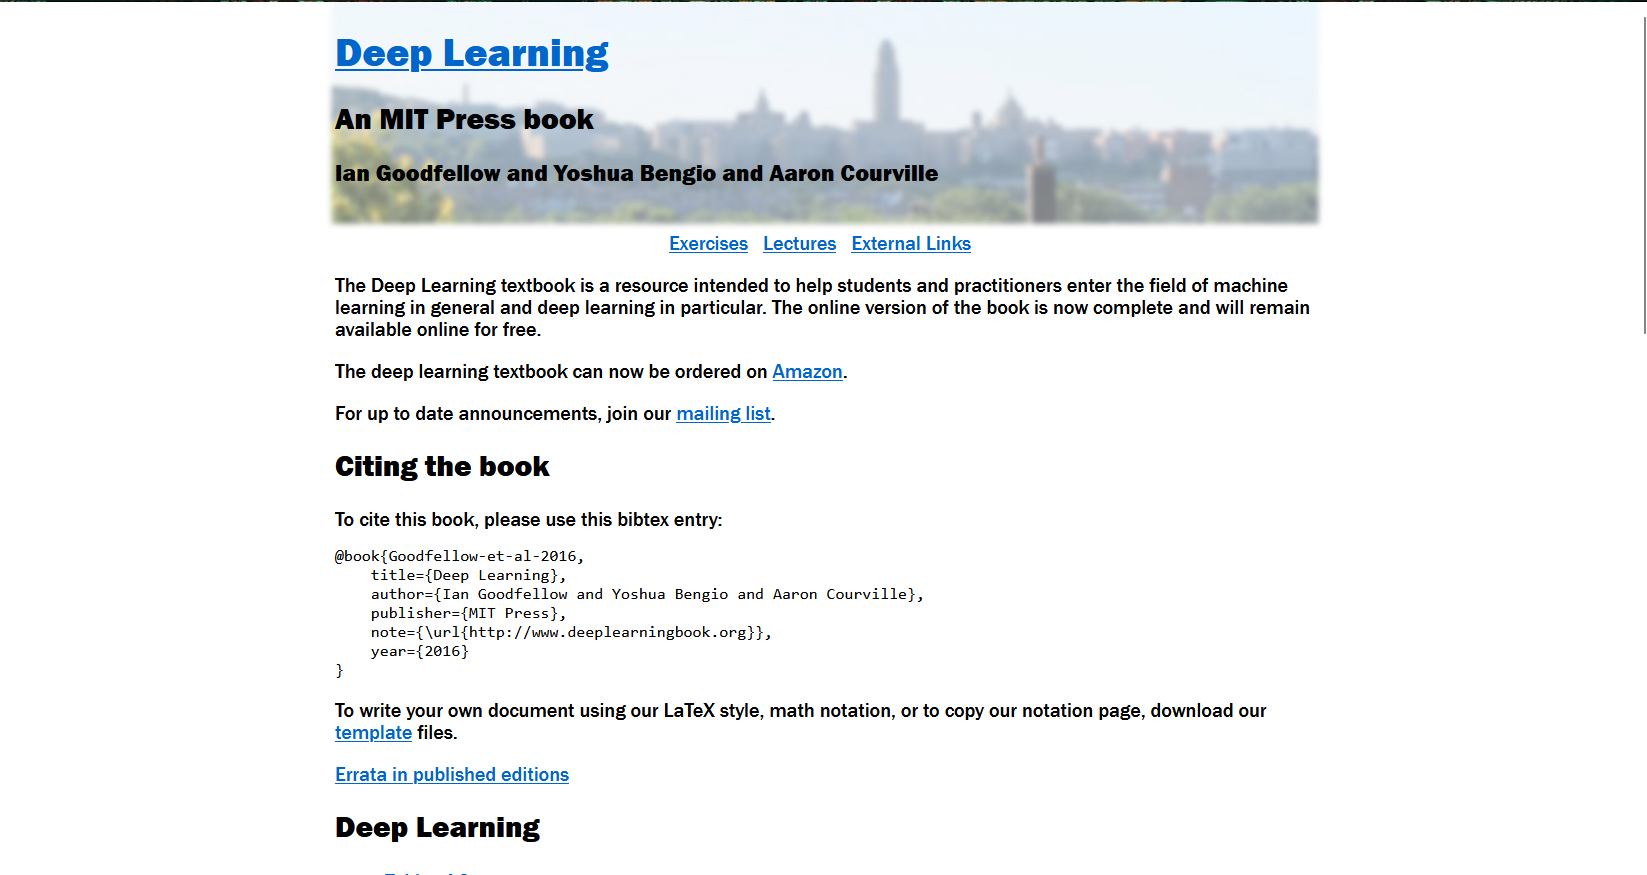 Deep Learning
An MIT Press book
Ian Goodfellow and Yoshua Bengio and Aaron Courville
Exercises Lectures External Links
The Deep Learning textbook is a resource intended to help students and practitioners enter the field of machine
learning in general and deep learning in particular. The online version of the book is now complete and will remain
available online for free.
The deep learning textbook can now be ordered on Amazon.
For up to date announcements, join our mailing list.
Citing the book
To cite this book, please use this bibtex entry:
@book{Goodfellow-et-al-2016,
    title={Deep Learning},
    author={Ian Goodfellow and Yoshua Bengio and Aaron Courville},
    publisher={MIT Press},
    note={\url{http://www.deeplearningbook.org}},
    year={2016}
}
To write your own document using our LaTeX style, math notation, or to copy our notation page, download our
template files.
Errata in published editions
Deep Learning